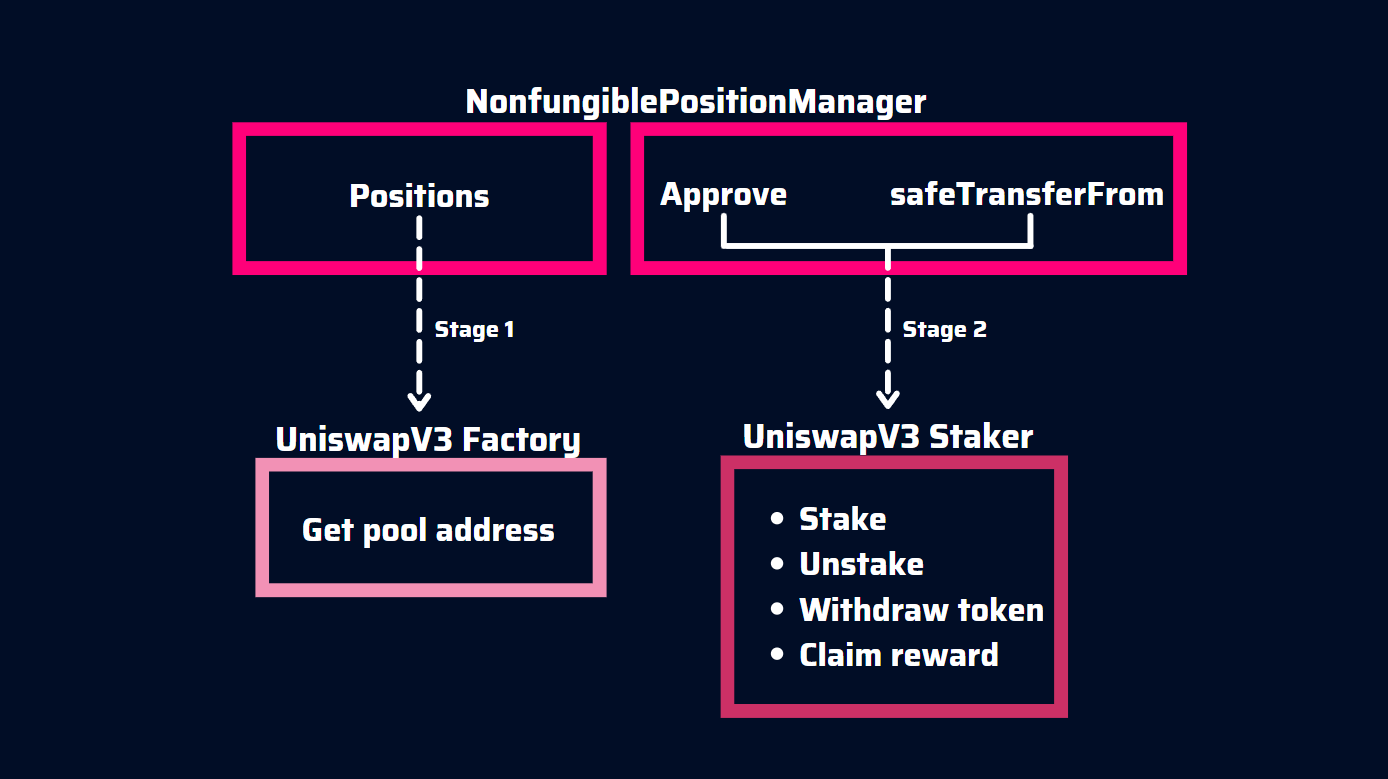 NonfungiblePositionManager
Positions
Approve
safeTransferFrom
Stage 1
Stage 2
UniswapV3 Factory
Get pool address
UniswapV3 Staker
• Stake
• Unstake
• Withdraw token
• Claim reward